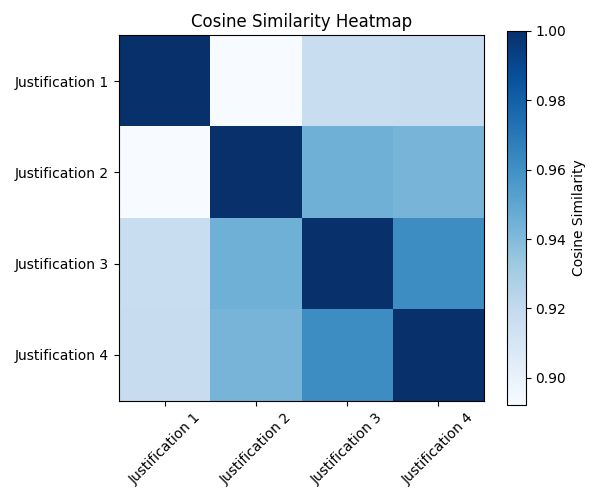 Cosine Similarity Heatmap
Justification 1
Justification 2
Justification 3
Justification 4
Justification 1
Justification 2
Justification 3
Justification 4
1.00
0.98
0.96
0.94
0.92
0.90
Cosine Similarity